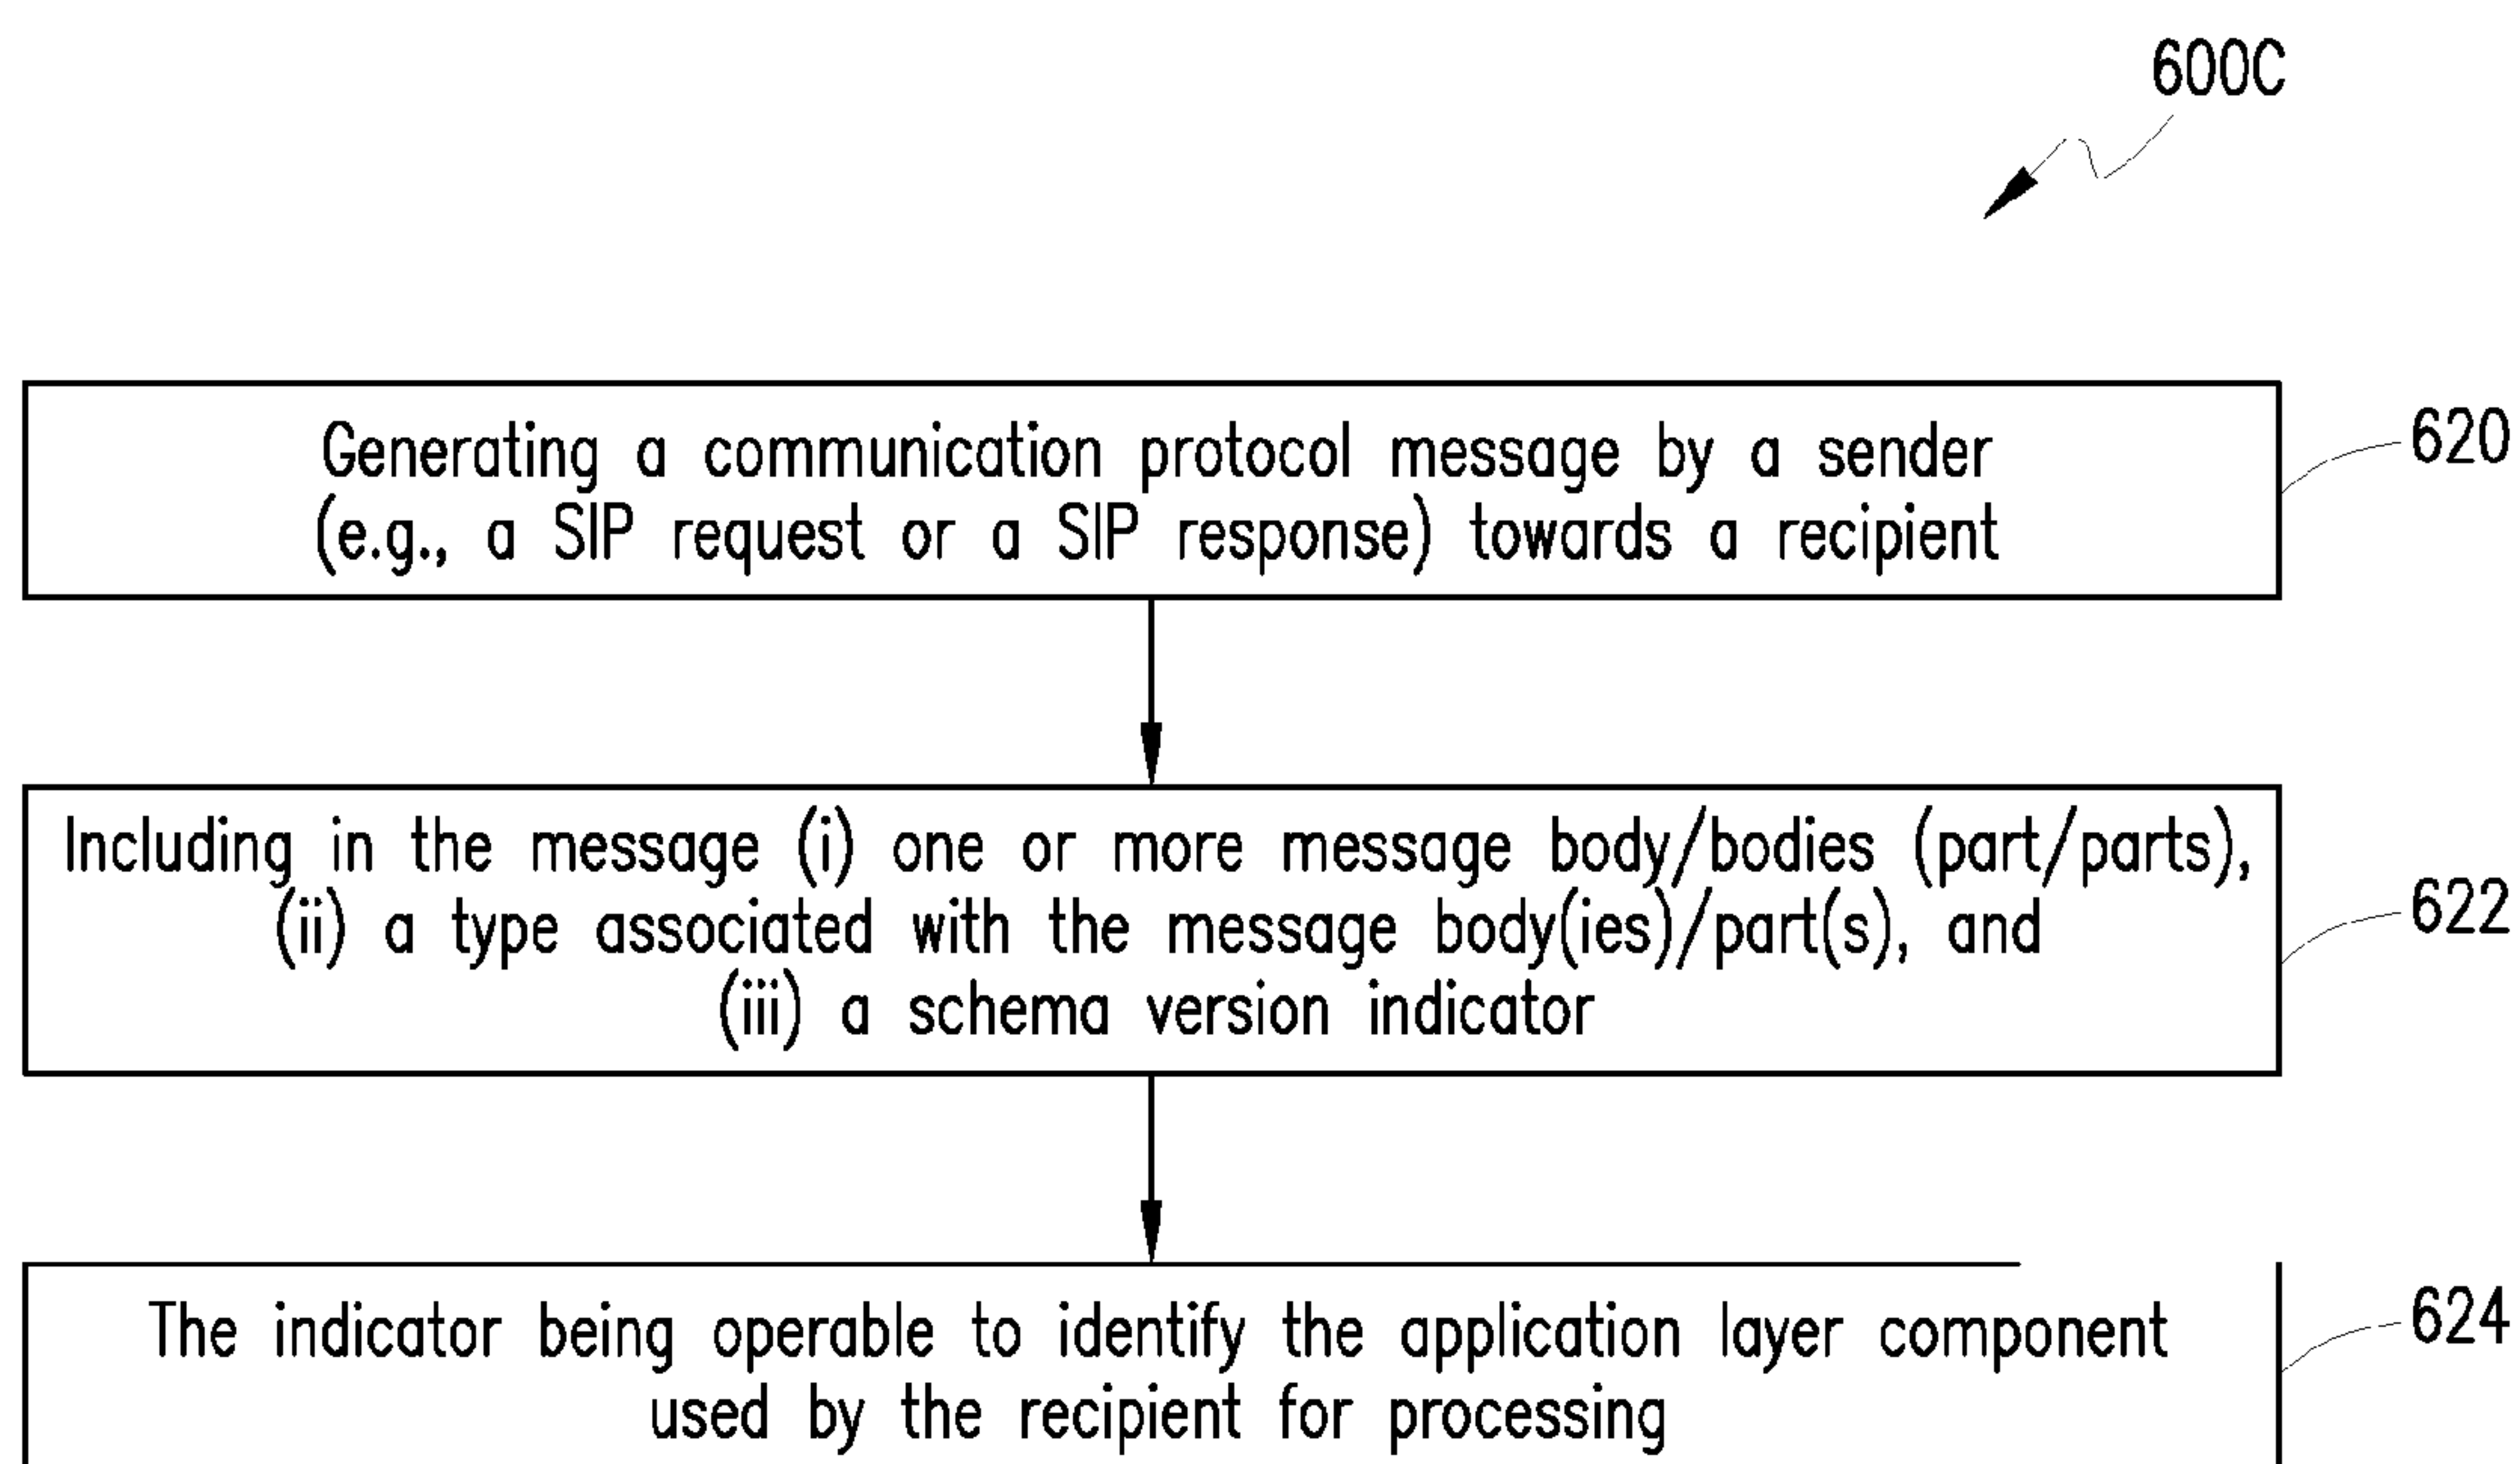 600C
Generating a communication protocol message by a sender
(e.g., a SIP request or a SIP response) towards a recipient
620
Including in the message (i) one or more message body/bodies (part/parts),
(ii) a type associated with the message body(ies)/part(s), and
(iii) a schema version indicator
622
The indicator being operable to identify the application layer component
used by the recipient for processing
624